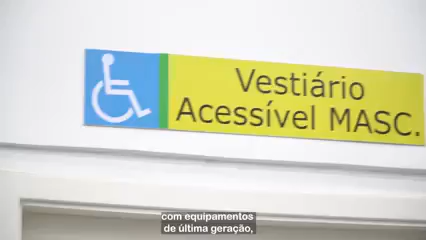 Vestiário
Acessível MASC.
com equipamentos
de última geração,